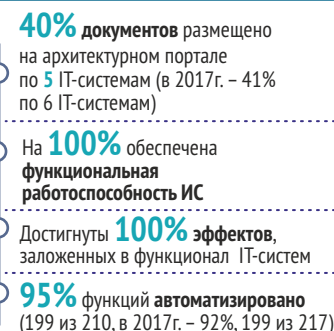 40% документов размещено
на архитектурном портале
по 5 IT-системам (в 2017г. – 41%
по 6 IT-системам)
На 100% обеспечена
функциональная
работоспособность ИС
Достигнуты 100% эффектов,
заложенных в функционал IT-систем
95% функций автоматизировано
(199 из 210, в 2017г. – 92%, 199 из 217)